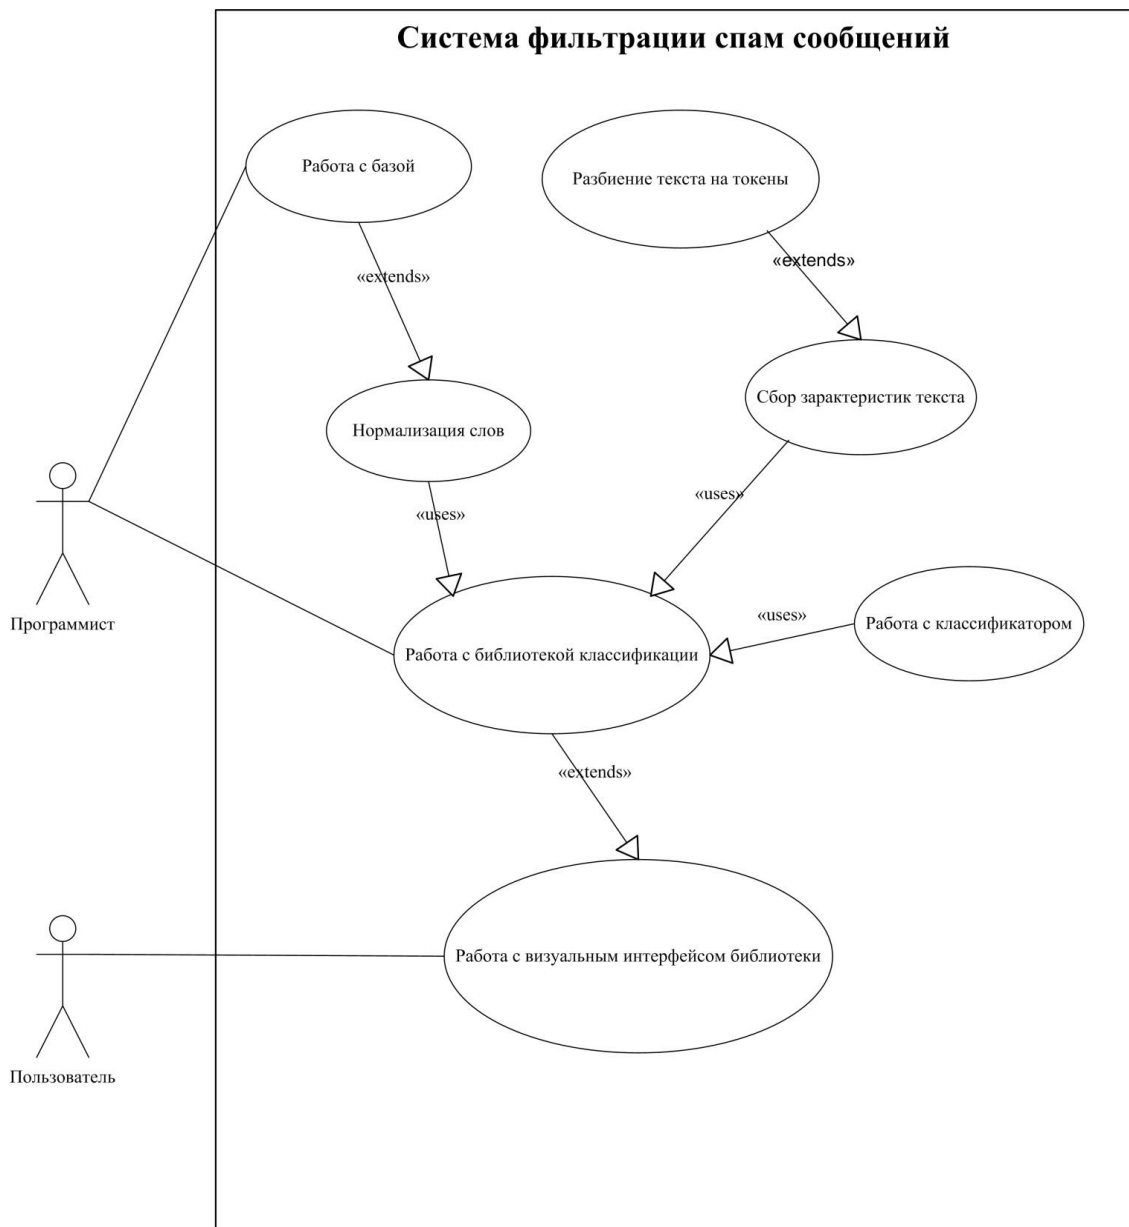 Система фильтрации спам сообщений
Работа с базой
Разбиение текста на токены
«extends»
«extends»
Сбор зарактеристик текста
Нормализация слов
«uses»
«uses»
Программист
«uses»
Работа с классификатором
Работа с библиотекой классификации
«extends»
Работа с визуальным интерфейсом библиотеки
Пользователь